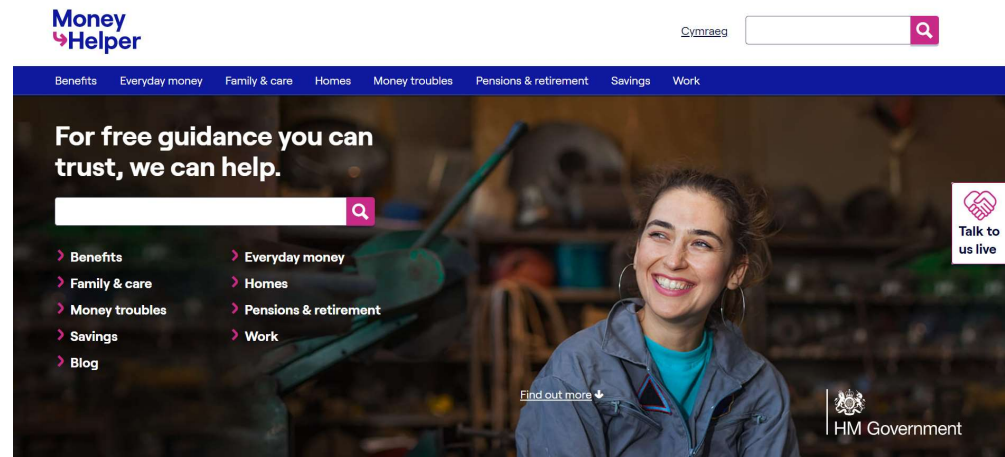 Money
Helper
Cymraeg
Benefits Everyday money Family & care Homes Money troubles Pensions & retirement Savings Work
For free guidance you can
trust, we can help.
Benefits
Everyday money
Family & care
Homes
Money troubles
Pensions & retirement
Savings
Work
Blog
Talk to
us live
Find out more
HM Government